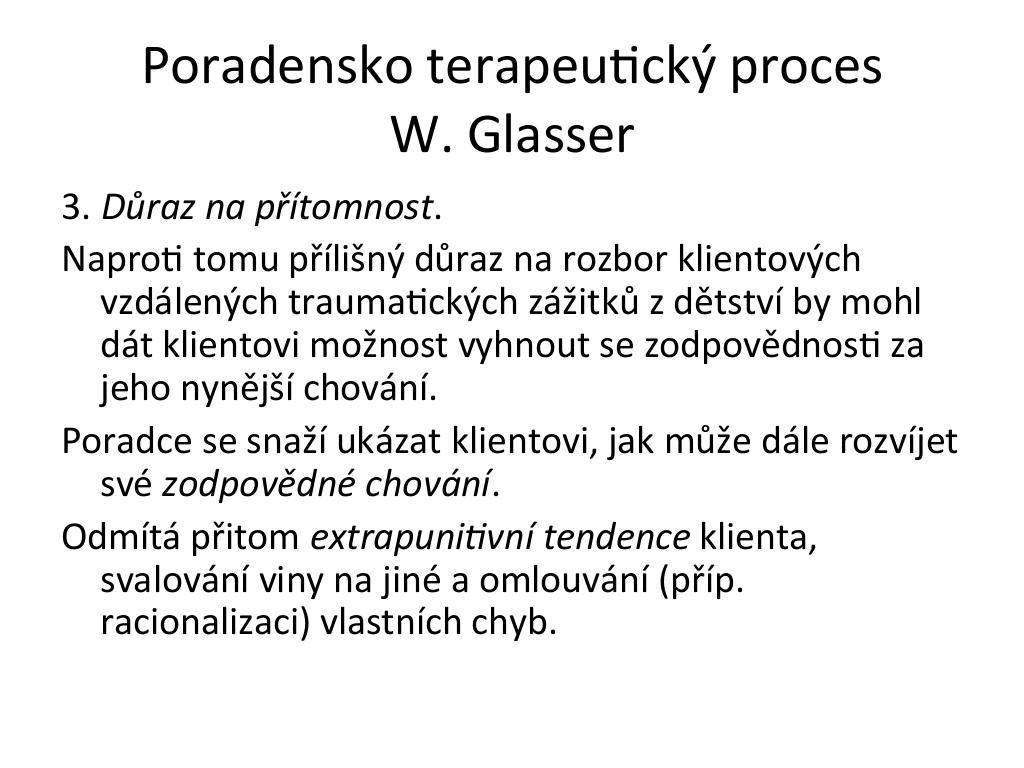 Poradensko terapeutický proces
W. Glasser
3. Důraz na přítomnost.
Naproti tomu přílišný důraz na rozbor klientových
vzdálených traumatických zážitků z dětství by mohl
dát klientovi možnost vyhnout se zodpovědnosti za
jeho nynější chování.
Poradce se snaží ukázat klientovi, jak může dále rozvíjet
své zodpovědné chování.
Odmítá přitom extrapunitivní tendence klienta,
svalování viny na jiné a omlouvání (příp.
racionalizaci) vlastních chyb.